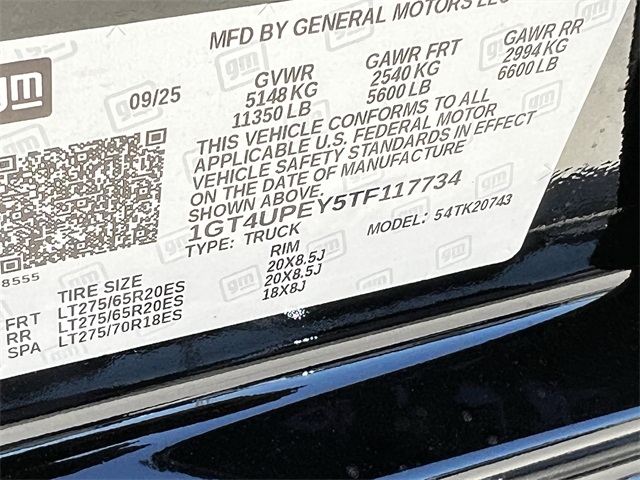 MFD BY GENERAL MOTORS LLC
gm
09/25
GVWR GAWR FRT GAWR RR
5148 KG 2540 KG 2994 KG
11350 LB 5600 LB 6600 LB
THIS VEHICLE CONFORMS TO ALL
APPLICABLE U.S. FEDERAL MOTOR
VEHICLE SAFETY STANDARDS IN EFFECT
ON THE DATE OF MANUFACTURE
SHOWN ABOVE.
1GT4UPEY5TF117734
TYPE: TRUCK MODEL: 54TK20743
8555
TIRE SIZE RIM
FRT LT275/65R20ES 20X8.5J
RR LT275/65R20ES 20X8.5J
SPA LT275/70R18ES 18X8J